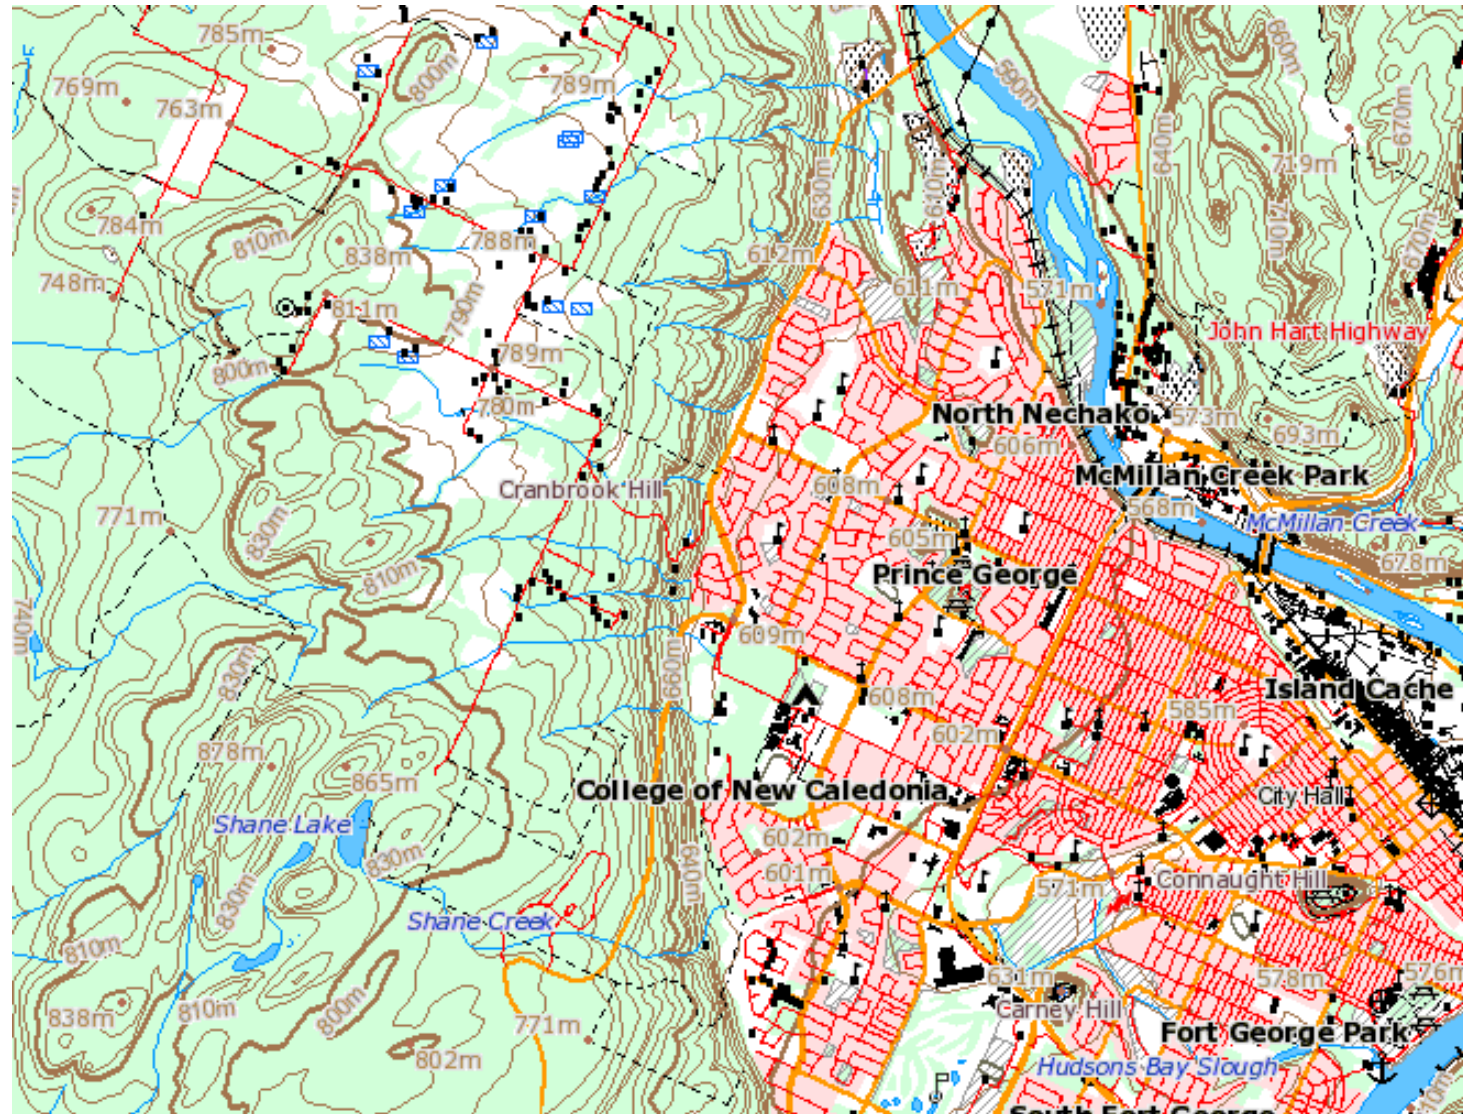 785m
800m
789m
769m
763m
590m
660m
670m
640m
719m
630m
610m
784m
810m
838m
788m
612m
740m
670m
748m
811m
790m
611m
571m
John Hart Highway
789m
800m
780m
North Nechako
573m
606m
693m
Cranbrook Hill
608m
McMillan Creek Park
771m
830m
568m
McMillan Creek
605m
678m
810m
Prince George
740m
609m
830m
660m
608m
Island Cache
585m
602m
878m
865m
College of New Caledonia
City Hall
Shane Lake
602m
830m
640m
601m
571m
Connaught Hill
830m
Shane Creek
810m
631m
578m
576m
810m
800m
838m
771m
Carney Hill
Fort George Park
802m
Hudsons Bay Slough
South Fort George